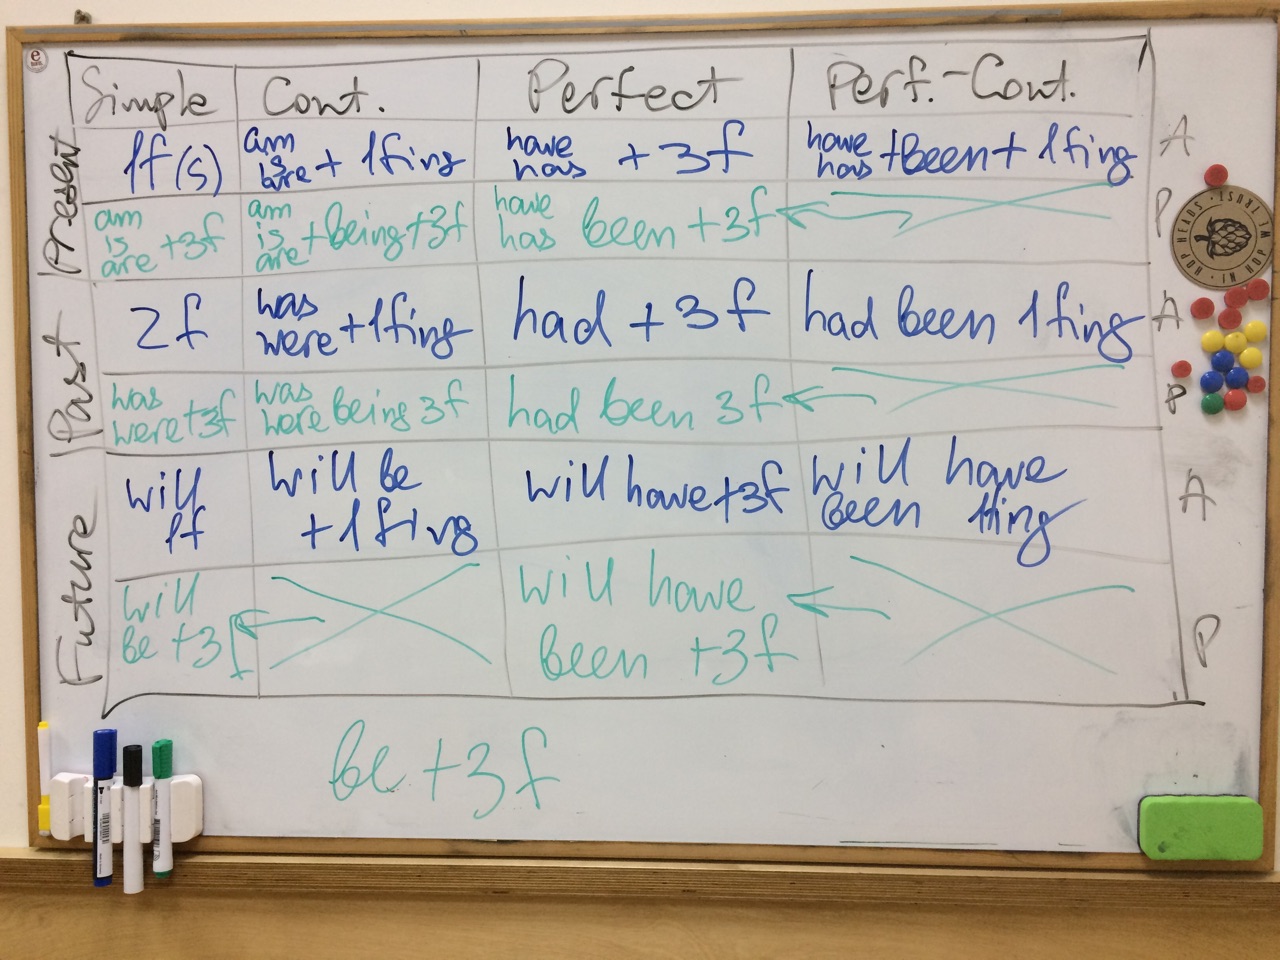 Simple Cont. Perfect Perf.-Cont.
Present
1f(s)
am
is
are + 1fing
have
has + 3f
have
has +been+ 1fing
A
am
is
are +3f
am
is
are +being+3f
have
has been +3f
P
Past
2f
was
were +1fing
had + 3f
had been 1fing
A
was
were +3f
was
were being 3f
had been 3f
P
Future
will
1f
will be
+1fing
will have+3f
will have
been 1fing
A
will
be +3f
will have
been +3f
P
be +3f
e
HOP HEADS
WE TRUST